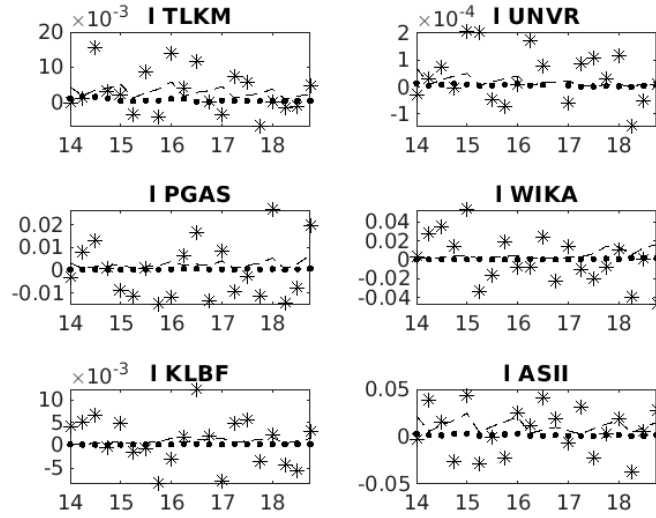 ×10⁻³ l TLKM
20
10
0
14 15 16 17 18
×10⁻⁴ l UNVR
2
1
0
-1
14 15 16 17 18
l PGAS
0.02
0.01
0
-0.01
14 15 16 17 18
l WIKA
0.04
0.02
0
-0.02
-0.04
14 15 16 17 18
×10⁻³ l KLBF
10
5
0
-5
14 15 16 17 18
l ASII
0.05
0
-0.05
14 15 16 17 18